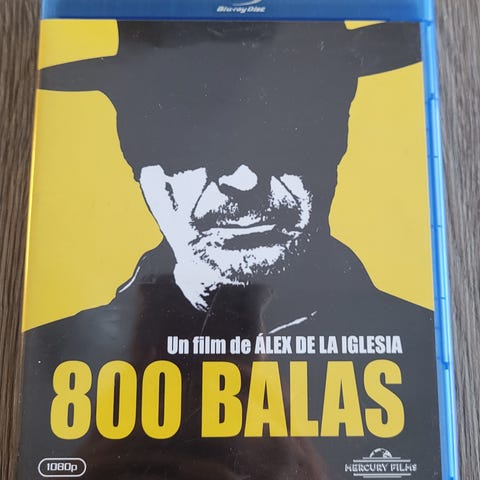 Blu-ray Disc
Un film de ÁLEX DE LA IGLESIA
800 BALAS
1080p
MERCURY FILMS